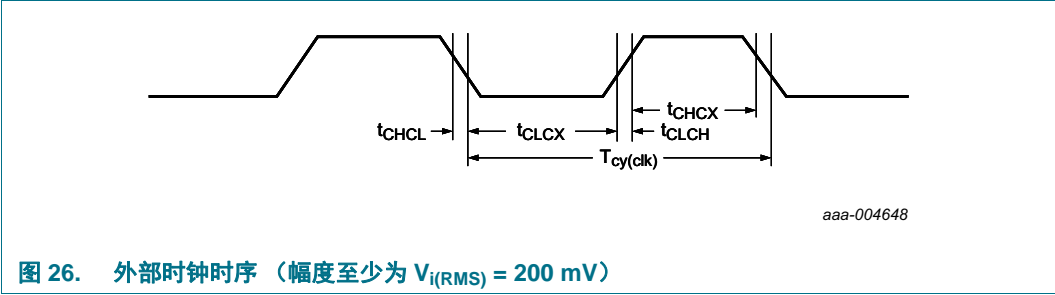 tCHCX
tCHCL
tCLCX
tCLCH
Tcy(clk)
aaa-004648
图 26. 外部时钟时序 （幅度至少为 Vi(RMS) = 200 mV）